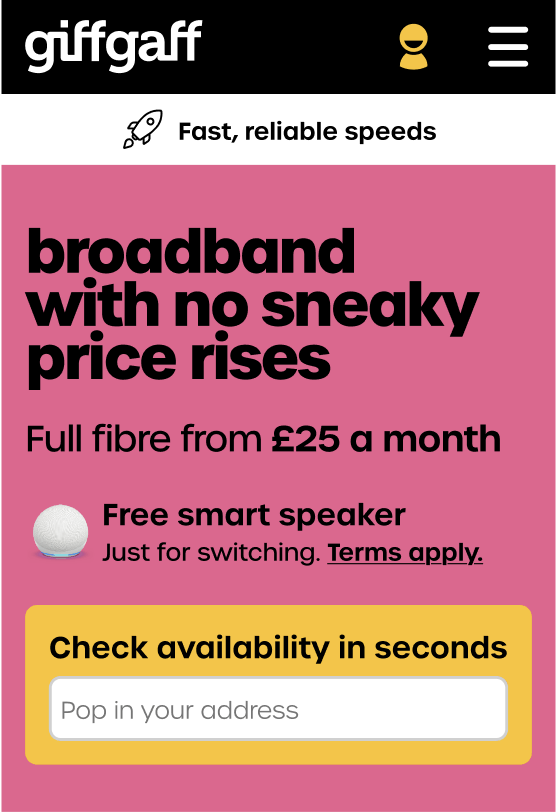 giffgaff
Fast, reliable speeds
broadband
with no sneaky
price rises
Full fibre from £25 a month
Free smart speaker
Just for switching. Terms apply.
Check availability in seconds
Pop in your address